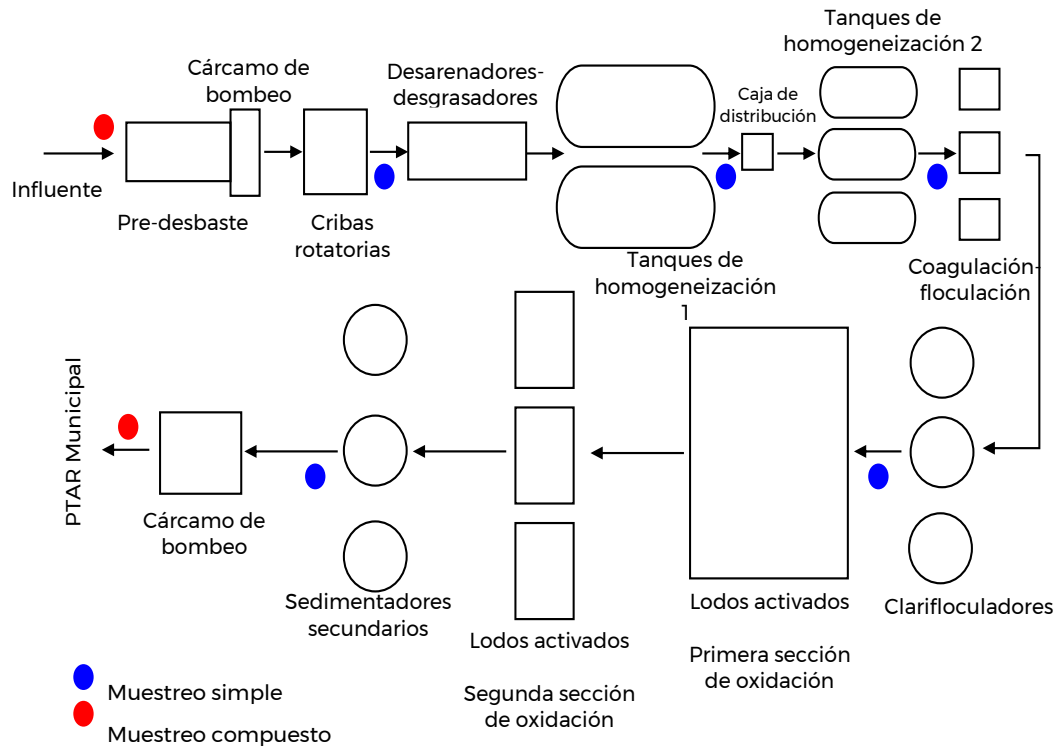 Tanques de
homogeneización 2
Cárcamo de
bombeo
Desarenadores-
desgrasadores
Caja de
distribución
Influente
Pre-desbaste
Cribas
rotatorias
Tanques de
homogeneización
1
Coagulación-
floculación
PTAR Municipal
Cárcamo de
bombeo
Sedimentadores
secundarios
Lodos activados
Segunda sección
de oxidación
Lodos activados
Primera sección
de oxidación
Clarifloculadores
Muestreo simple
Muestreo compuesto